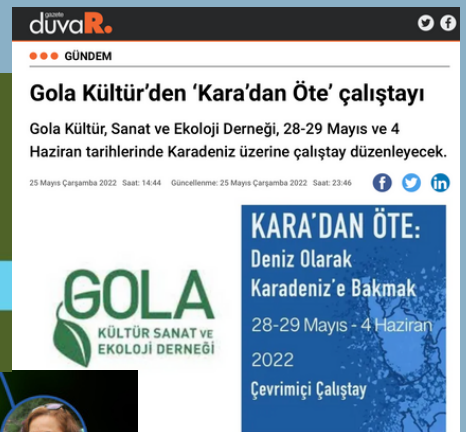 gazete
duvaR.
GÜNDEM
Gola Kültür’den ‘Kara’dan Öte’ çalıştayı
Gola Kültür, Sanat ve Ekoloji Derneği, 28-29 Mayıs ve 4
Haziran tarihlerinde Karadeniz üzerine çalıştay düzenleyecek.
25 Mayıs Çarşamba 2022 Saat: 14:44 Güncellenme: 25 Mayıs Çarşamba 2022 Saat: 23:46
GOLA
KÜLTÜR SANAT VE
EKOLOJİ DERNEĞİ
KARA’DAN ÖTE:
Deniz Olarak
Karadeniz’e Bakmak
28-29 Mayıs - 4 Haziran
2022
Çevrimiçi Çalıştay